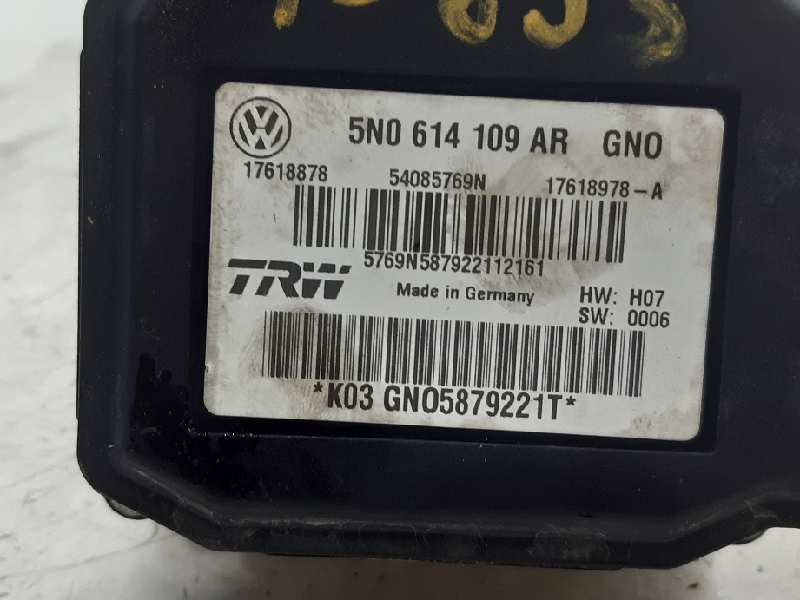 5N0 614 109 AR GNO
17618878 54085769N 17618978-A
5769N587922112161
TRW Made in Germany HW: H07
SW: 0006
*K03 GNO5879221T*